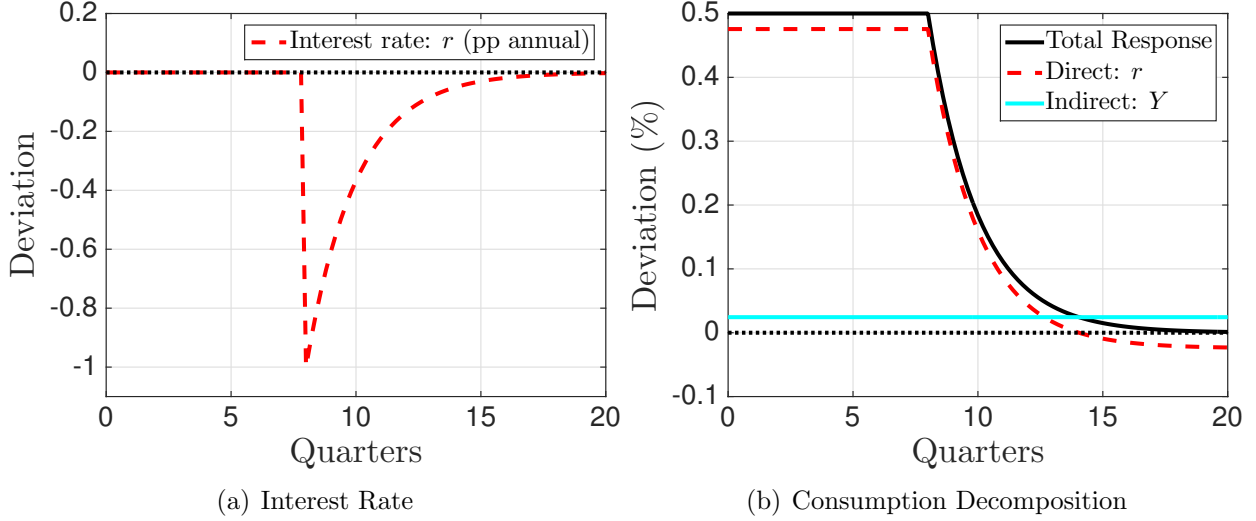 0.2
0
-0.2
-0.4
-0.6
-0.8
-1
Deviation
Interest rate: r (pp annual)
0 5 10 15 20
Quarters
(a) Interest Rate
0.5
0.4
0.3
0.2
0.1
0
-0.1
Deviation (%)
Total Response
Direct: r
Indirect: Y
0 5 10 15 20
Quarters
(b) Consumption Decomposition